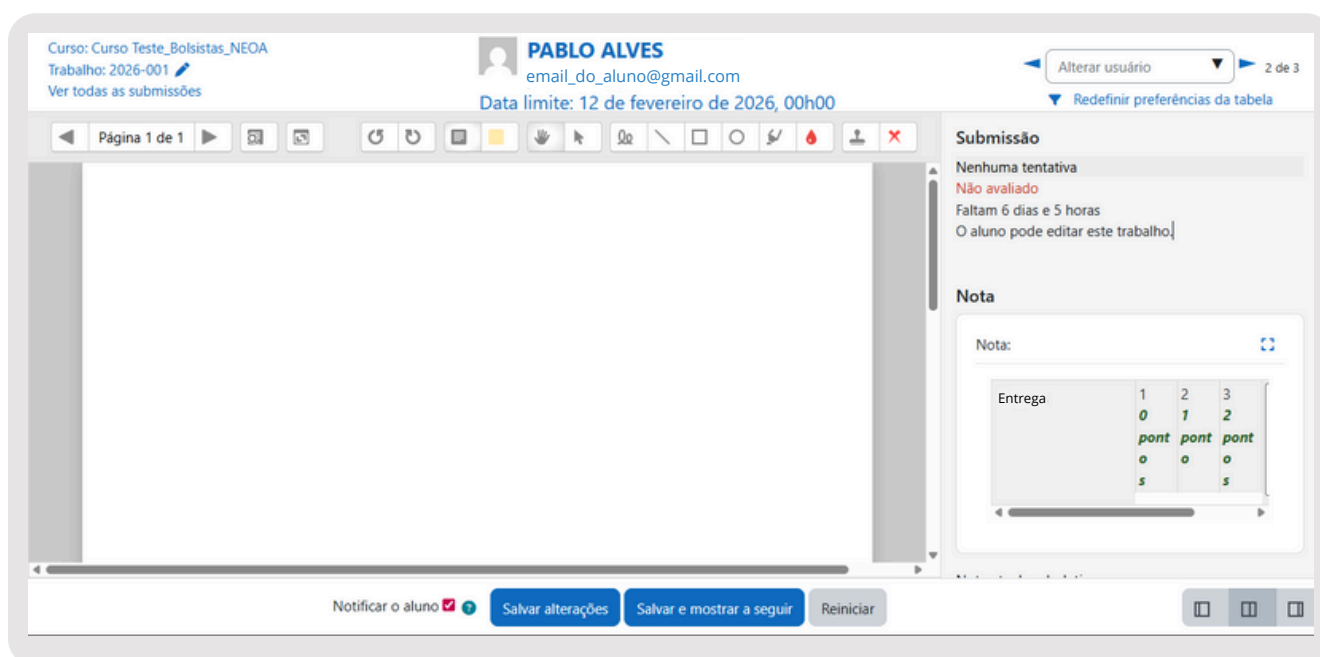 Curso: Curso Teste_Bolsistas_NEOA
Trabalho: 2026-001
Ver todas as submissões
PABLO ALVES
email_do_aluno@gmail.com
Data limite: 12 de fevereiro de 2026, 00h00
Alterar usuário
2 de 3
Redefinir preferências da tabela
Página 1 de 1
Submissão
Nenhuma tentativa
Não avaliado
Faltam 6 dias e 5 horas
O aluno pode editar este trabalho.
Nota
Nota:
Entrega
1 2 3
0 1 2
pont pont pont
o o o
s s
Notificar o aluno
Salvar alterações
Salvar e mostrar a seguir
Reiniciar